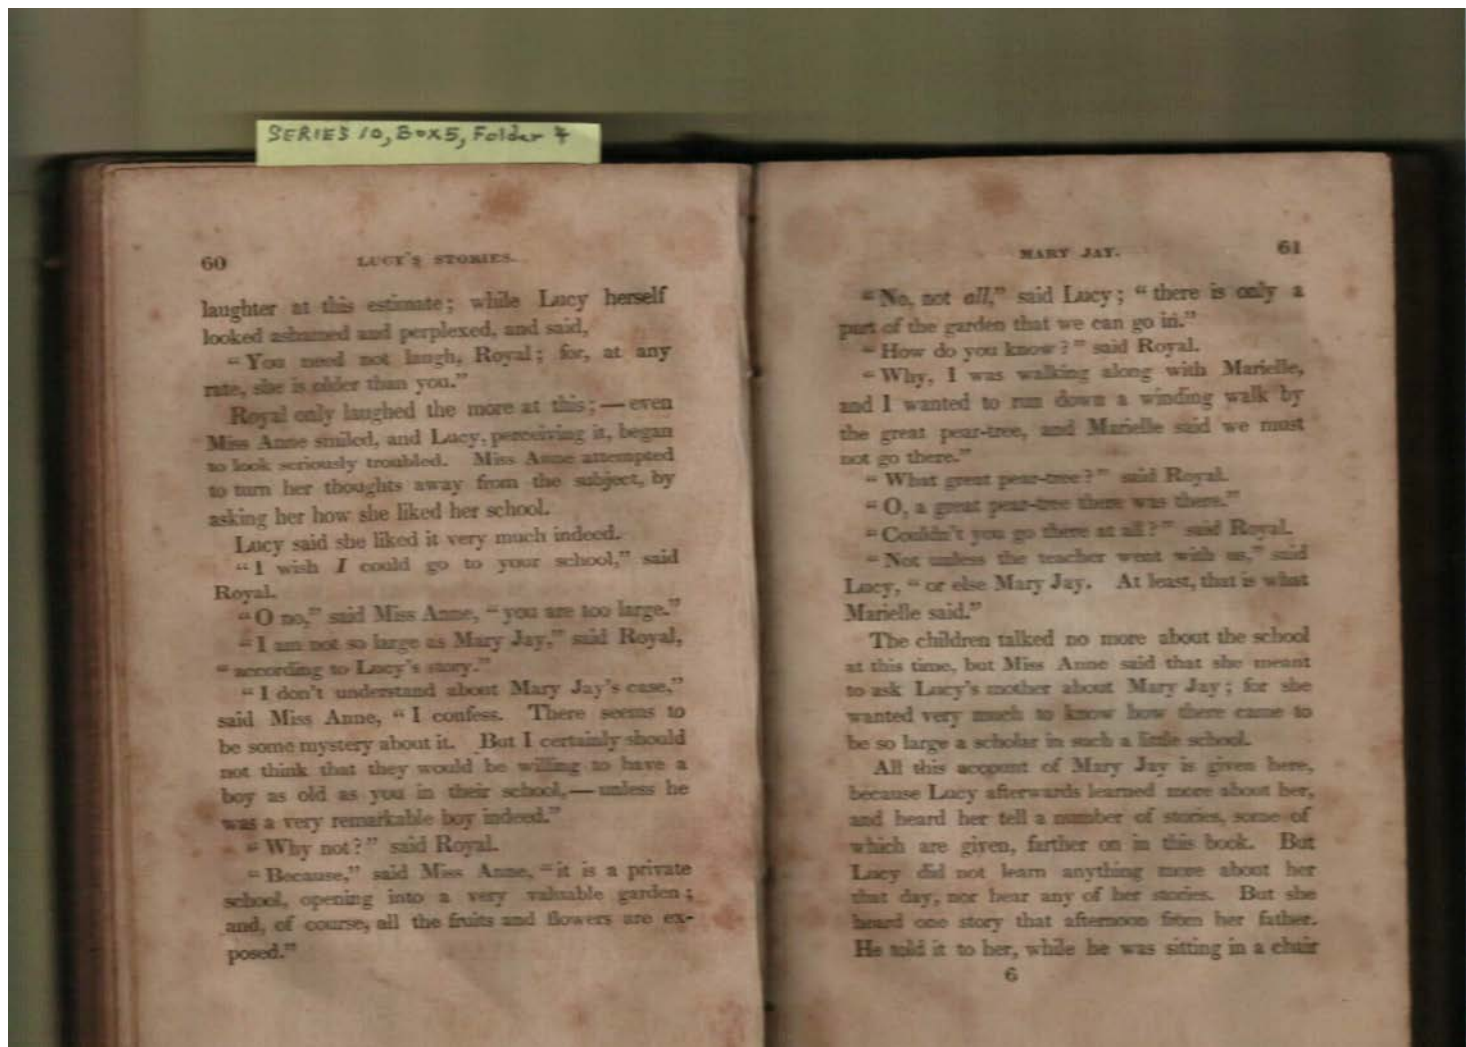 SERIES 10, Box5, Folder 4
60 LUCY'S STORIES.
laughter at this estimate; while Lucy herself
looked ashamed and perplexed, and said,
"You need not laugh, Royal; for, at any
rate, she is older than you."
Royal only laughed the more at this;—even
Miss Anne smiled, and Lucy, perceiving it, began
to look seriously troubled. Miss Anne attempted
to turn her thoughts away from the subject, by
asking her how she liked her school.
Lucy said she liked it very much indeed.
"I wish I could go to your school," said
Royal.
"O no," said Miss Anne, "you are too large."
"I am not so large as Mary Jay," said Royal,
"according to Lucy's story."
"I don't understand about Mary Jay's case,"
said Miss Anne, "I confess. There seems to
be some mystery about it. But I certainly should
not think that they would be willing to have a
boy as old as you in their school,—unless he
was a very remarkable boy indeed."
"Why not?" said Royal.
"Because," said Miss Anne, "it is a private
school, opening into a very valuable garden;
and, of course, all the fruits and flowers are ex-
posed."
MARY JAY. 61
"No, not all," said Lucy; "there is only a
part of the garden that we can go in."
"How do you know?" said Royal.
"Why, I was walking along with Marielle,
and I wanted to run down a winding walk by
the great pear-tree, and Marielle said we must
not go there."
"What great pear-tree?" said Royal.
"O, a great pear-tree there was there."
"Couldn't you go there at all?" said Royal.
"Not unless the teacher went with us," said
Lucy, "or else Mary Jay. At least, that is what
Marielle said."
The children talked no more about the school
at this time, but Miss Anne said that she meant
to ask Lucy's mother about Mary Jay; for she
wanted very much to know how there came to
be so large a scholar in such a little school.
All this account of Mary Jay is given here,
because Lucy afterwards learned more about her,
and heard her tell a number of stories, some of
which are given, farther on in this book. But
Lucy did not learn anything more about her
that day, nor hear any of her stories. But she
heard one story that afternoon from her father.
He told it to her, while he was sitting in a chair
6